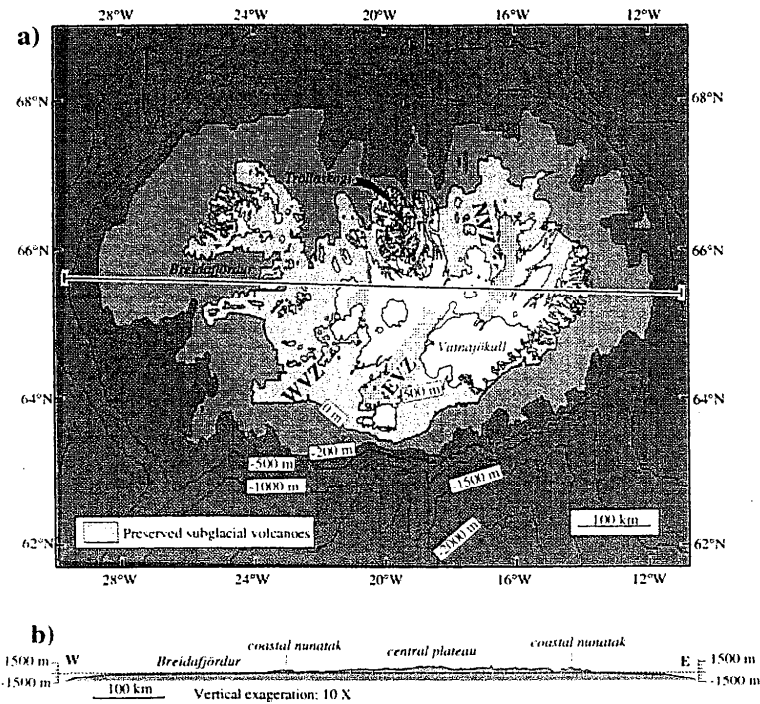 28°W 24°W 20°W 16°W 12°W
a)
68°N 68°N
Tröllaskagi
NVZ
66°N 66°N
Breidafjördur
Vatnajökull
WVZ
EVZ
500 m
64°N 64°N
0 m
-200 m
-500 m
-1500 m
-1000 m
100 km
Preserved subglacial volcanoes
-2000 m
62°N 62°N
28°W 24°W 20°W 16°W 12°W
b)
coastal nunatak central plateau coastal nunatak
1500 m W Breidafjördur E 1500 m
-1500 m -1500 m
100 km Vertical exageration: 10 X